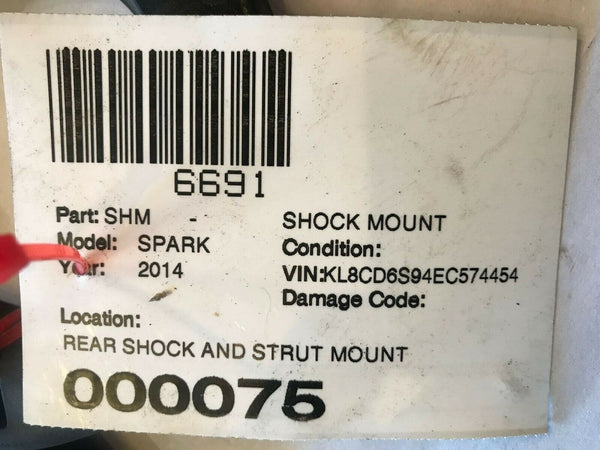 6691
Part: SHM - SHOCK MOUNT
Model: SPARK Condition:
Year: 2014 VIN:KL8CD6S94EC574454
Damage Code:
Location:
REAR SHOCK AND STRUT MOUNT
000075